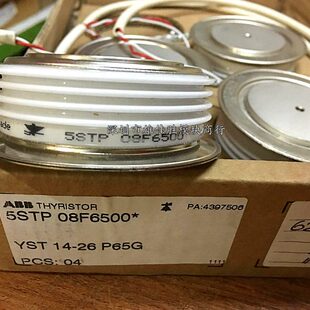 5STP 08F6500
ABB THYRISTOR
PA:4397506
5STP 08F6500*
YST 14-26 P65G
PCS: 04